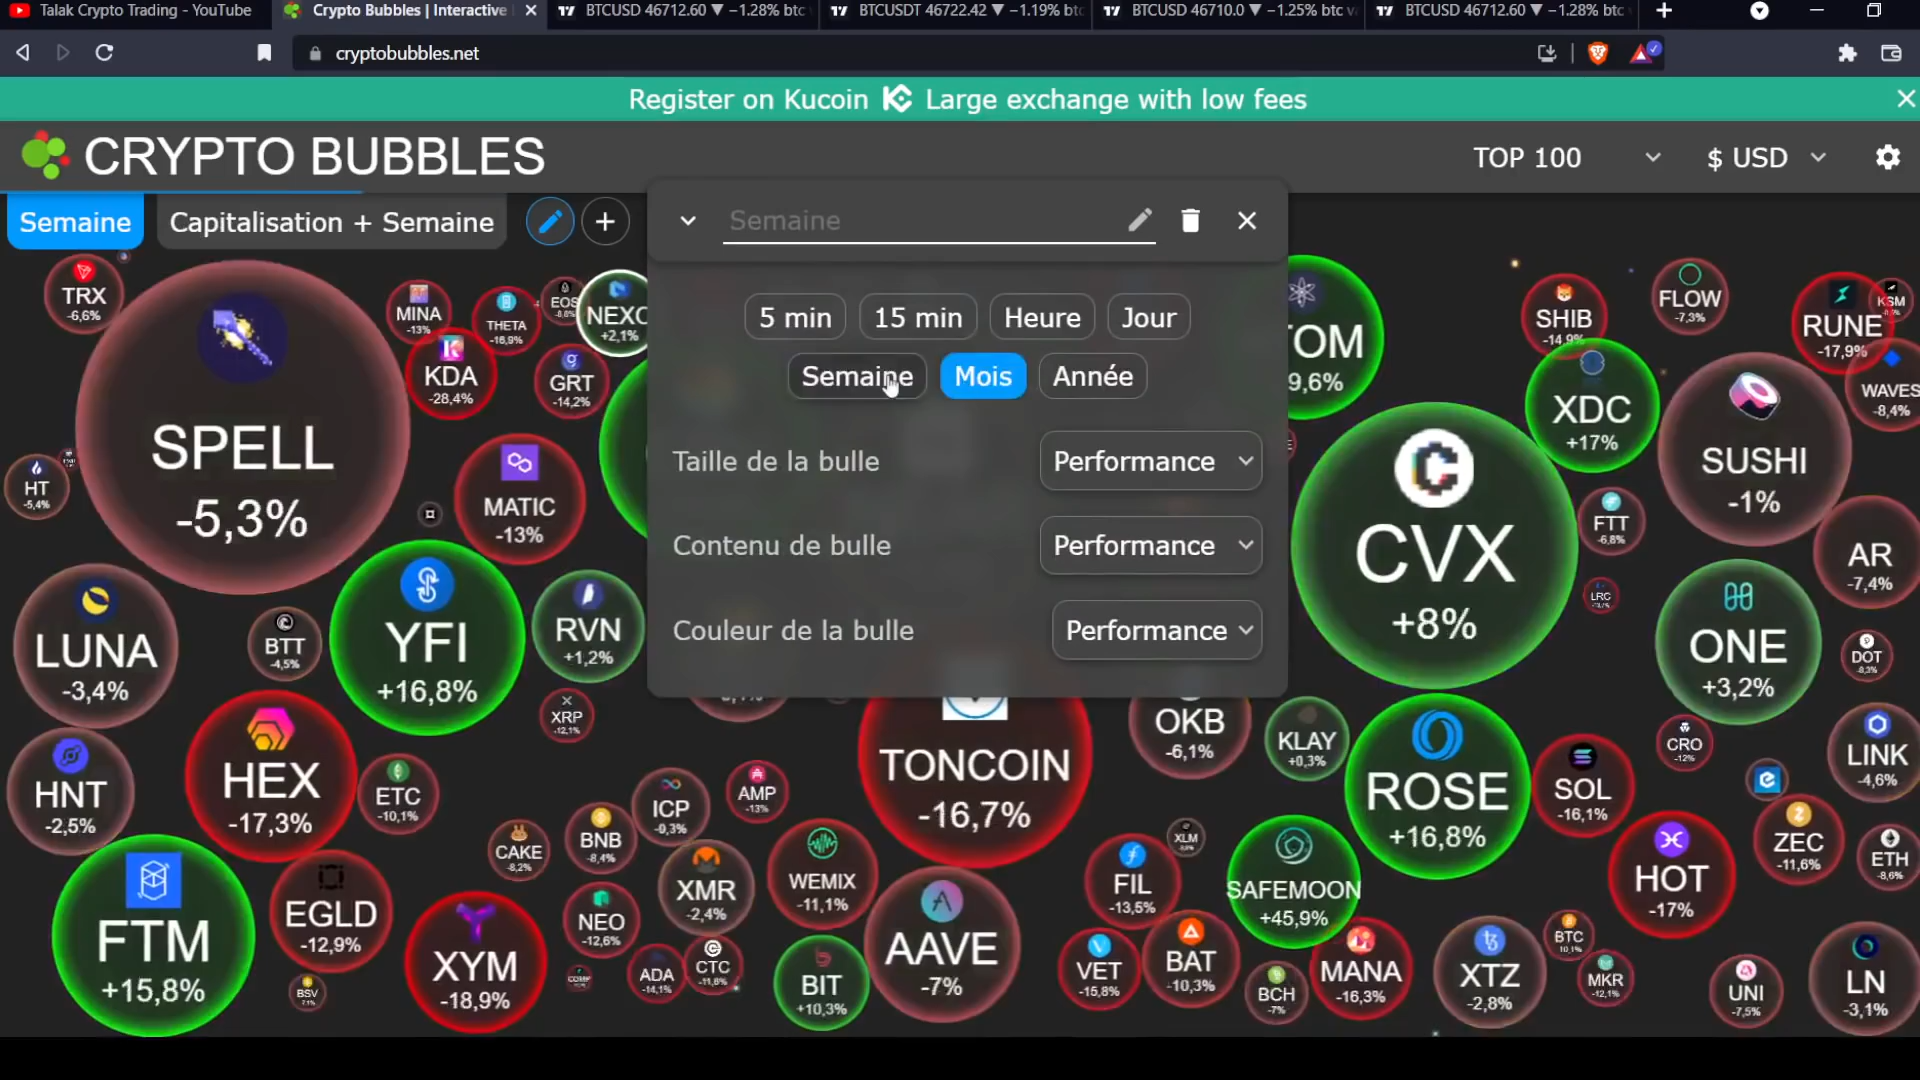 Talak Crypto Trading - YouTube
Crypto Bubbles | Interactive
BTCUSD 46712.60 ▼ −1.28% btc
BTCUSDT 46722.42 ▼ −1.19% btc
BTCUSD 46710.0 ▼ −1.25% btc
BTCUSD 46712.60 ▼ −1.28% btc
cryptobubbles.net
Register on Kucoin Large exchange with low fees
CRYPTO BUBBLES
TOP 100
$ USD
Semaine
Capitalisation + Semaine
Semaine
5 min
15 min
Heure
Jour
Semaine
Mois
Année
Taille de la bulle
Performance
Contenu de bulle
Performance
Couleur de la bulle
Performance
TRX
-6,6%
SPELL
-5,3%
MINA
-13%
THETA
-16,9%
EOS
NEXO
+2,1%
KDA
-28,4%
GRT
-14,2%
HT
-5,4%
MATIC
-13%
TOM
9,6%
SHIB
-14,9%
FLOW
-7,3%
RUNE
-17,9%
KSM
XDC
+17%
SUSHI
-1%
WAVES
-8,4%
CVX
+8%
FTT
-6,8%
AR
-7,4%
LRC
LUNA
-3,4%
BTT
-4,5%
YFI
+16,8%
RVN
+1,2%
ONE
+3,2%
DOT
-8,3%
XRP
-12,1%
HNT
-2,5%
HEX
-17,3%
ETC
-10,1%
TONCOIN
-16,7%
OKB
-6,1%
KLAY
+0,3%
ROSE
+16,8%
SOL
-16,1%
CRO
-12%
LINK
-4,6%
ICP
-0,3%
AMP
-13%
CAKE
-8,2%
BNB
-8,4%
XMR
-2,4%
WEMIX
-11,1%
XLM
FIL
-13,5%
SAFEMOON
+45,9%
HOT
-17%
ZEC
-11,6%
ETH
-8,6%
FTM
+15,8%
EGLD
-12,9%
XYM
-18,9%
NEO
-12,6%
AAVE
-7%
BSV
ADA
-14,1%
CTC
-11,6%
BIT
+10,3%
VET
-15,8%
BAT
-10,3%
BCH
-7%
MANA
-16,3%
XTZ
-2,8%
BTC
MKR
-12,1%
UNI
-7,5%
LN
-3,1%